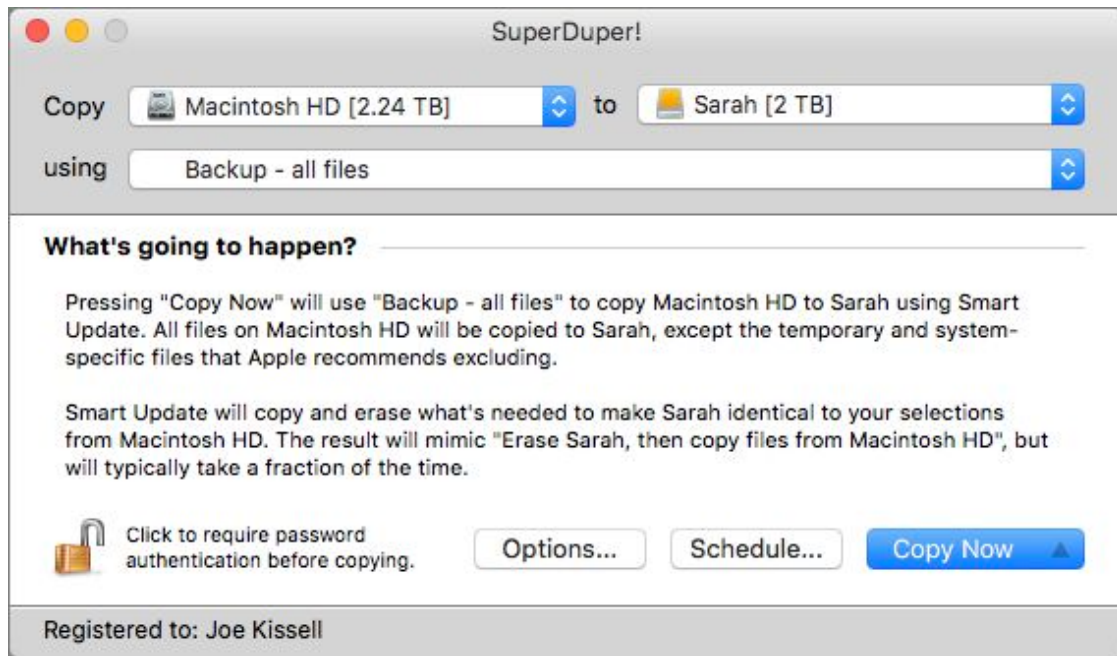 SuperDuper!
Copy Macintosh HD [2.24 TB] to Sarah [2 TB]
using Backup - all files
What's going to happen?
Pressing "Copy Now" will use "Backup - all files" to copy Macintosh HD to Sarah using Smart
Update. All files on Macintosh HD will be copied to Sarah, except the temporary and system-
specific files that Apple recommends excluding.
Smart Update will copy and erase what's needed to make Sarah identical to your selections
from Macintosh HD. The result will mimic "Erase Sarah, then copy files from Macintosh HD", but
will typically take a fraction of the time.
Click to require password
authentication before copying.
Options... Schedule... Copy Now
Registered to: Joe Kissell